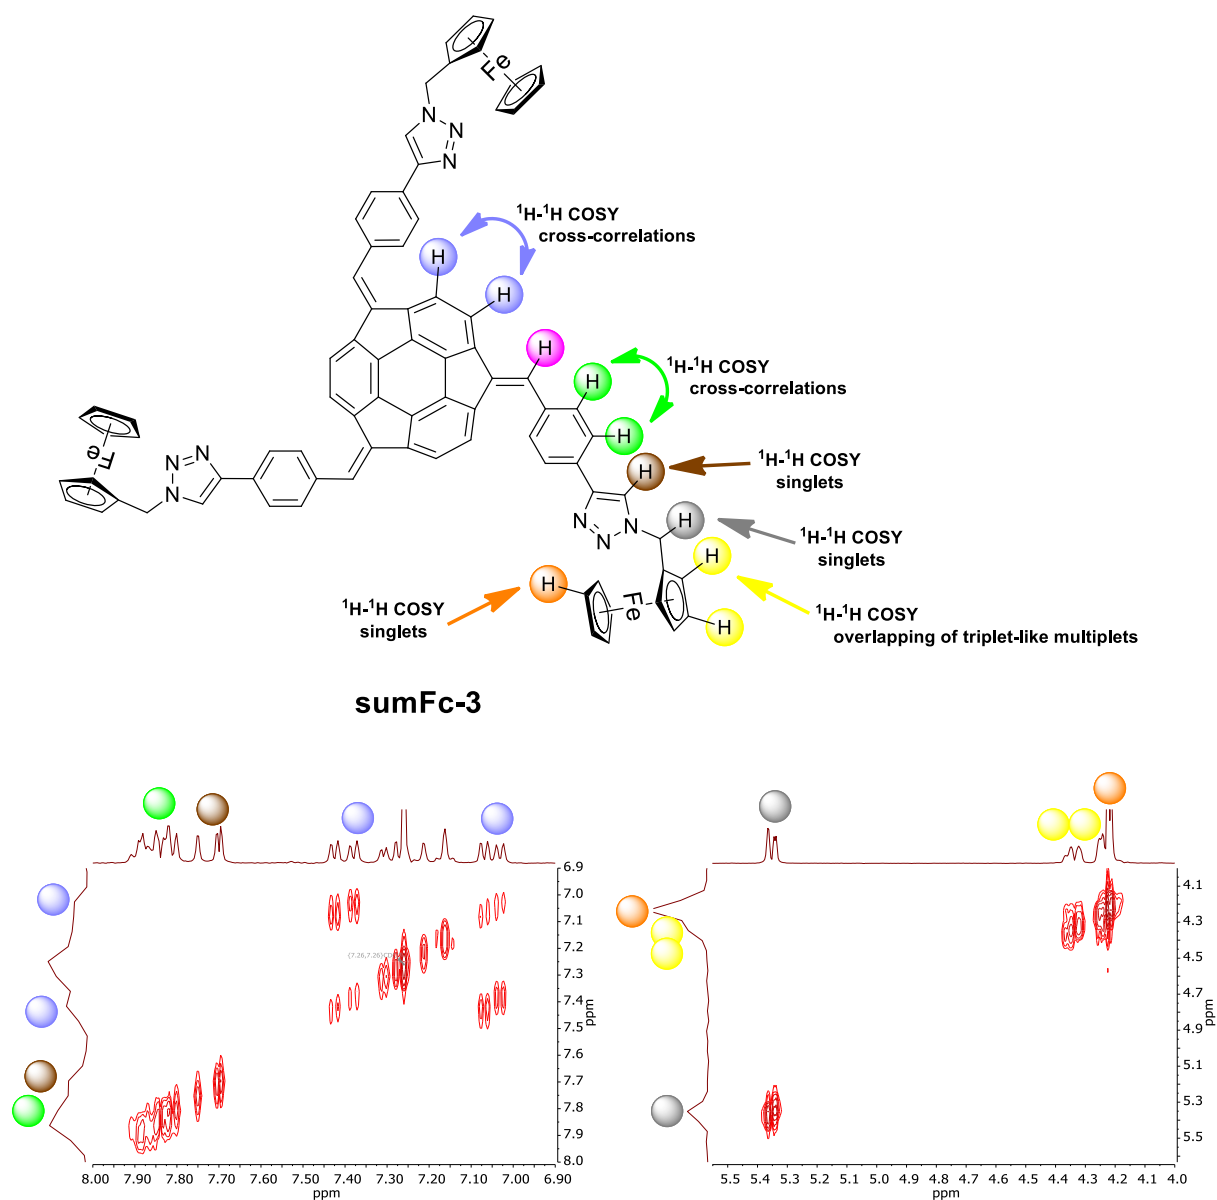 Fe
N
N
N
¹H-¹H COSY
cross-correlations
H
H
H
¹H-¹H COSY
cross-correlations
H
H
Fe
N N
N
¹H-¹H COSY
singlets
H
N
N
N
H
¹H-¹H COSY
singlets
H
H
Fe
H
¹H-¹H COSY
singlets
¹H-¹H COSY
overlapping of triplet-like multiplets
sumFc-3
6.9
7.0
7.1
7.2
7.3
7.4
7.5
7.6
7.7
7.8
7.9
8.0
ppm
8.00 7.90 7.80 7.70 7.60 7.50 7.40 7.30 7.20 7.10 7.00 6.90
ppm
4.1
4.3
4.5
4.7
4.9
5.1
5.3
5.5
ppm
5.5 5.4 5.3 5.2 5.1 5.0 4.9 4.8 4.7 4.6 4.5 4.4 4.3 4.2 4.1 4.0
ppm